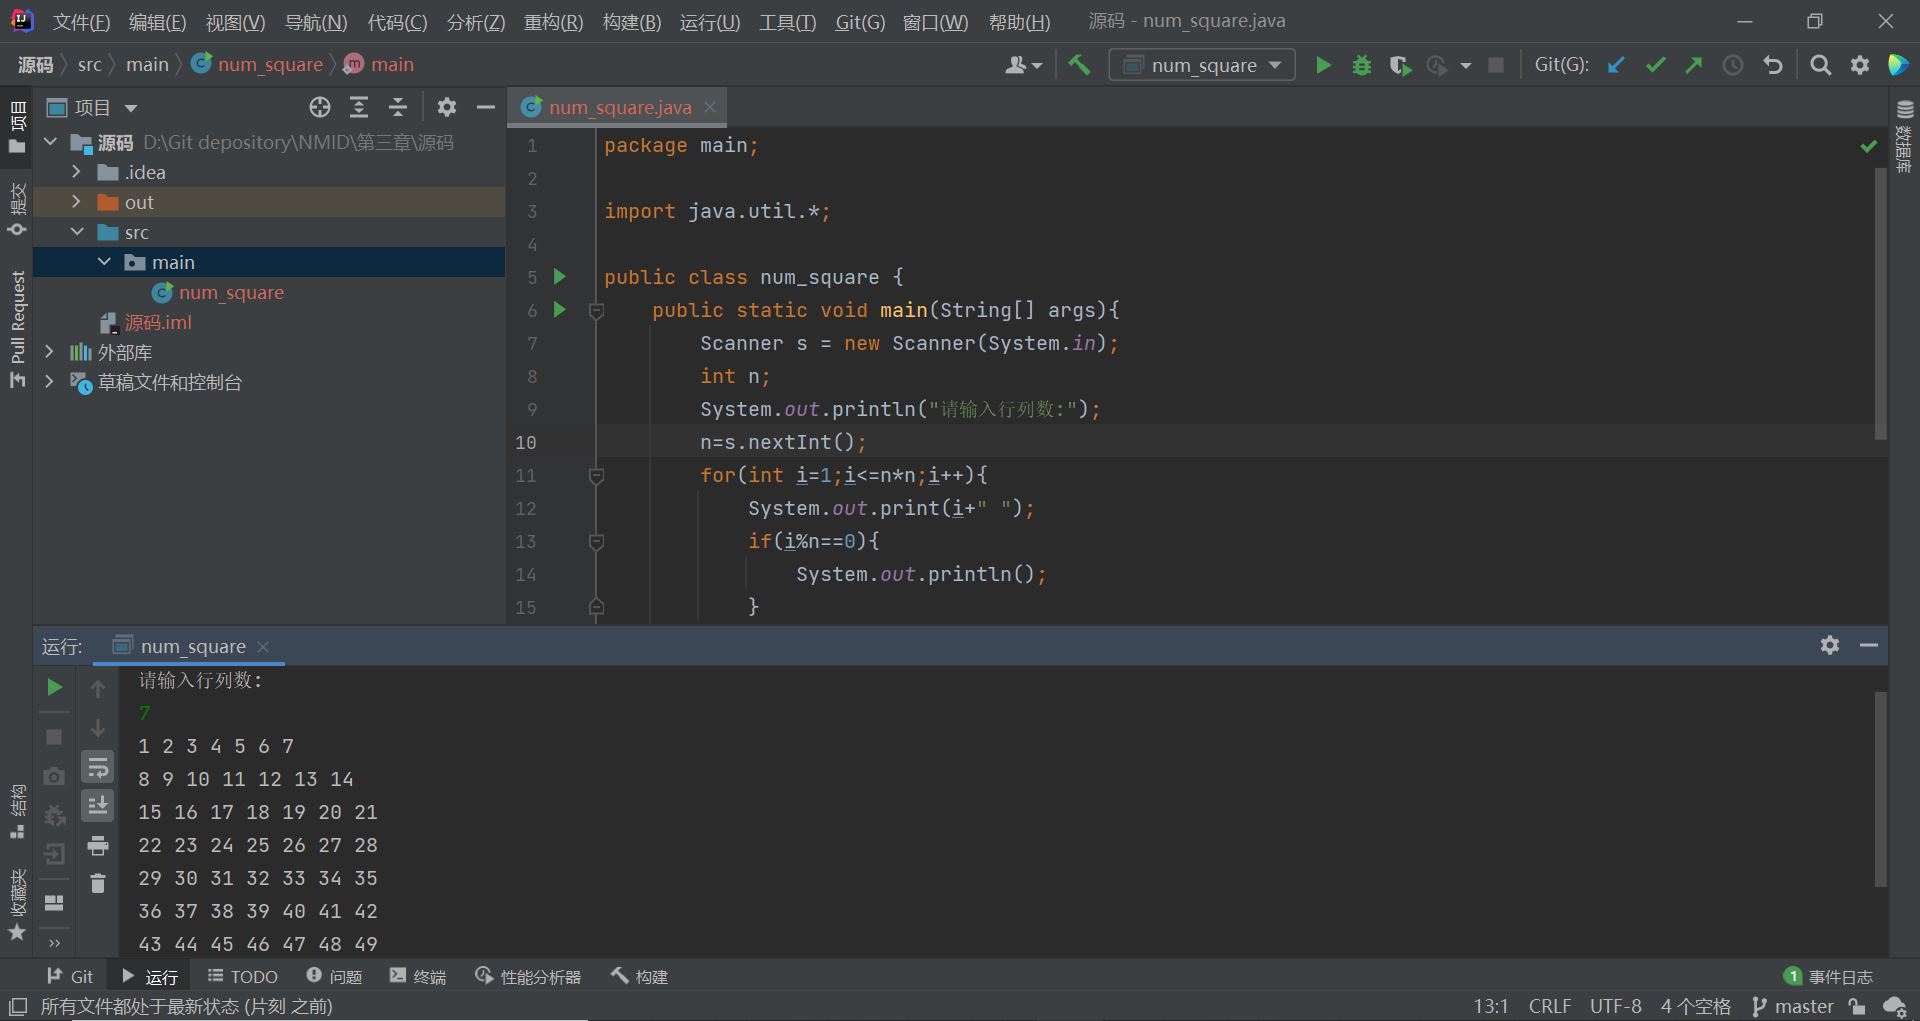 文件(F) 编辑(E) 视图(V) 导航(N) 代码(C) 分析(Z) 重构(R) 构建(B) 运行(U) 工具(T) Git(G) 窗口(W) 帮助(H) 源码 - num_square.java
源码 src main num_square main
num_square
Git(G):
项目
提交
Pull Request
结构
收藏夹
项目
源码 D:\Git depository\NMID\第三章\源码
.idea
out
src
main
num_square
源码.iml
外部库
草稿文件和控制台
num_square.java
1 package main;
2
3 import java.util.*;
4
5 public class num_square {
6 public static void main(String[] args){
7 Scanner s = new Scanner(System.in);
8 int n;
9 System.out.println("请输入行列数:");
10 n=s.nextInt();
11 for(int i=1;i<=n*n;i++){
12 System.out.print(i+" ");
13 if(i%n==0){
14 System.out.println();
15 }
数据库
运行: num_square
请输入行列数:
7
1 2 3 4 5 6 7
8 9 10 11 12 13 14
15 16 17 18 19 20 21
22 23 24 25 26 27 28
29 30 31 32 33 34 35
36 37 38 39 40 41 42
43 44 45 46 47 48 49
Git 运行 TODO 问题 终端 性能分析器 构建 1 事件日志
所有文件都处于最新状态 (片刻 之前) 13:1 CRLF UTF-8 4 个空格 master